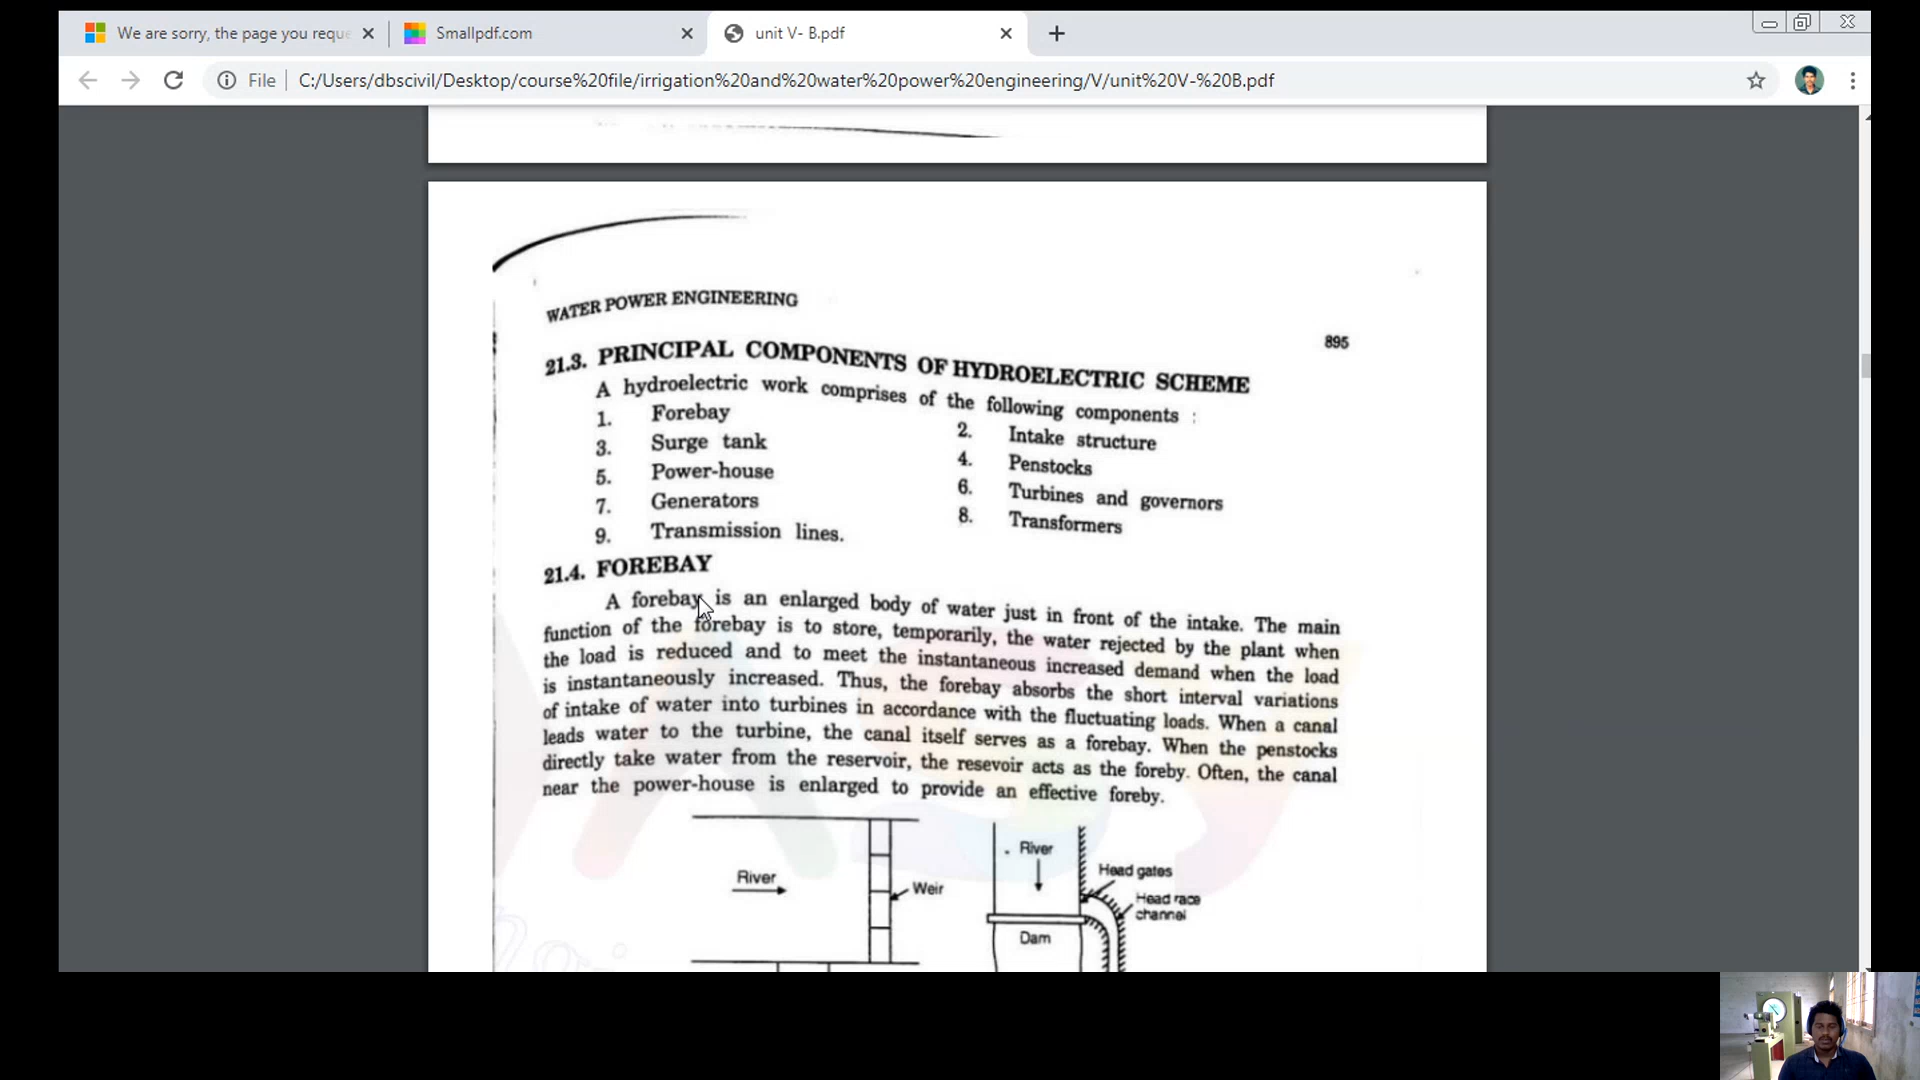 We are sorry, the page you reque
Smallpdf.com
unit V- B.pdf
File
C:/Users/dbscivil/Desktop/course%20file/irrigation%20and%20water%20power%20engineering/V/unit%20V-%20B.pdf
WATER POWER ENGINEERING
895
21.3. PRINCIPAL COMPONENTS OF HYDROELECTRIC SCHEME
A hydroelectric work comprises of the following components :
1. Forebay
2. Intake structure
3. Surge tank
4. Penstocks
5. Power-house
6. Turbines and governors
7. Generators
8. Transformers
9. Transmission lines.
21.4. FOREBAY
A forebay is an enlarged body of water just in front of the intake. The main
function of the forebay is to store, temporarily, the water rejected by the plant when
the load is reduced and to meet the instantaneous increased demand when the load
is instantaneously increased. Thus, the forebay absorbs the short interval variations
of intake of water into turbines in accordance with the fluctuating loads. When a canal
leads water to the turbine, the canal itself serves as a forebay. When the penstocks
directly take water from the reservoir, the resevoir acts as the foreby. Often, the canal
near the power-house is enlarged to provide an effective foreby.
River
Weir
River
Head gates
Head race
channel
Dam